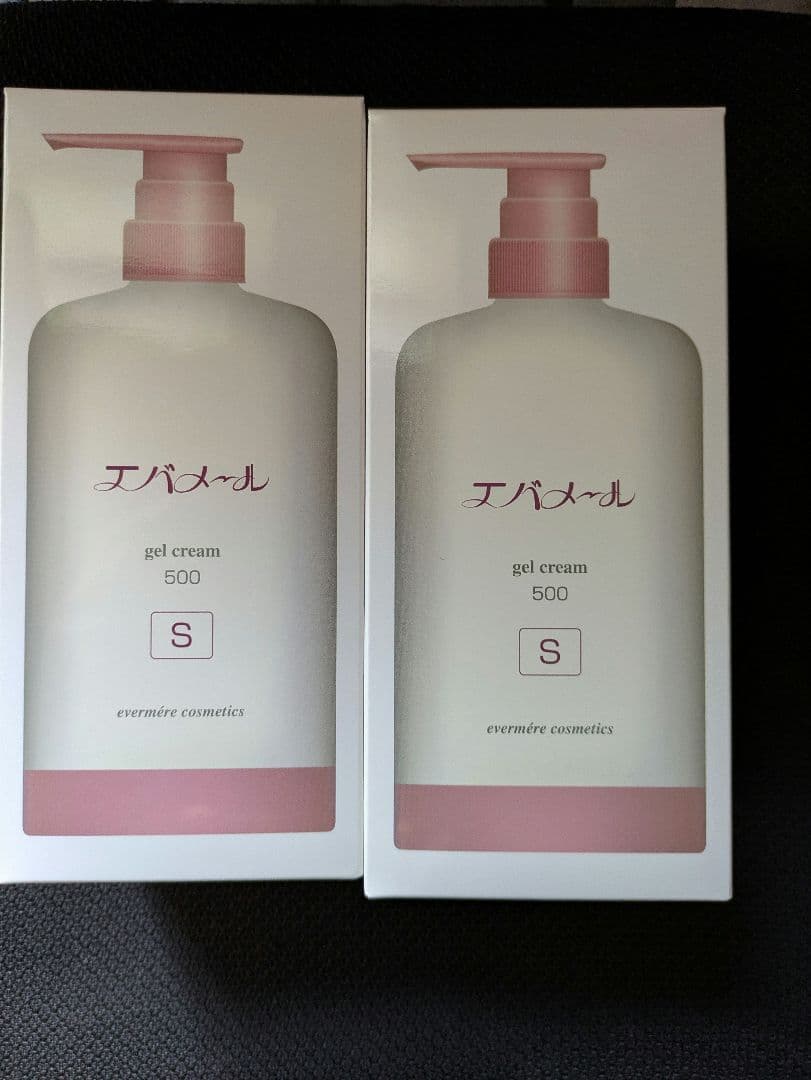 エバメール
gel cream
500
S
evermére cosmetics
エバメール
gel cream
500
S
evermére cosmetics